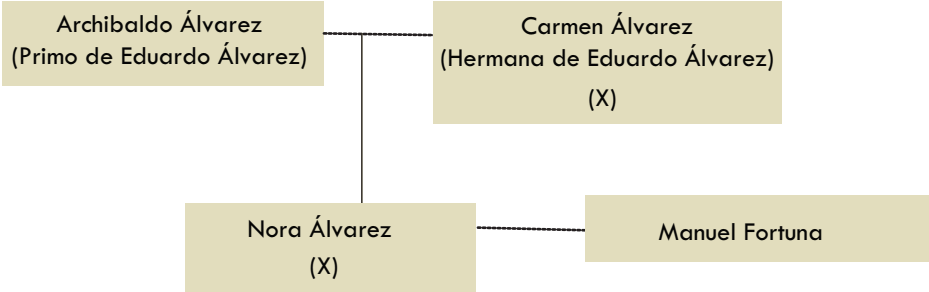 Archibaldo Álvarez
(Primo de Eduardo Álvarez)
Carmen Álvarez
(Hermana de Eduardo Álvarez)
(X)
Nora Álvarez
(X)
Manuel Fortuna